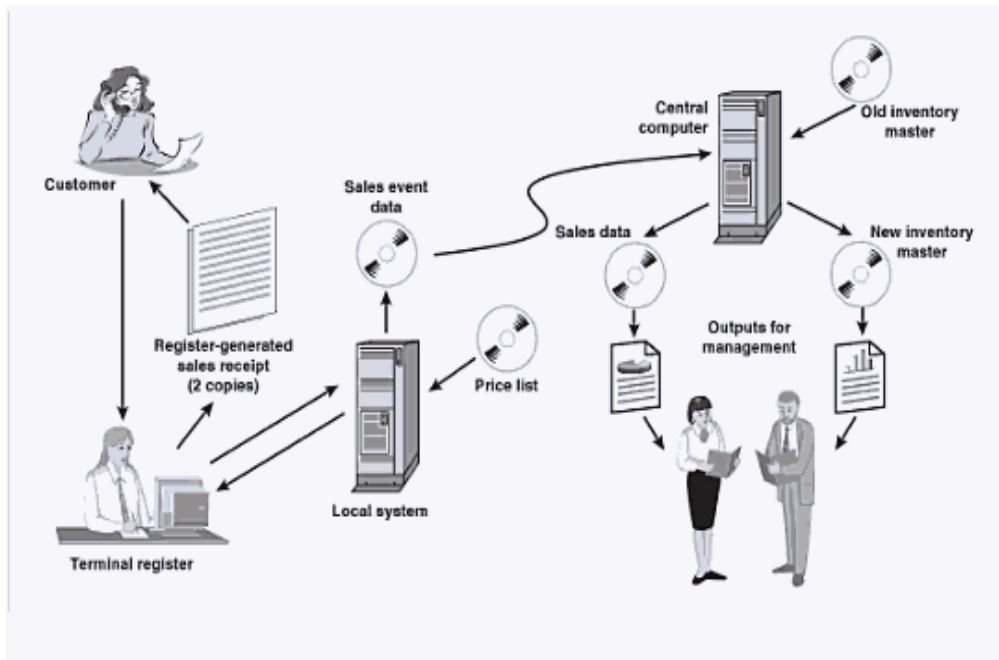 Central
computer
Old inventory
master
Customer
Sales event
data
Sales data
New inventory
master
Register-generated
sales receipt
(2 copies)
Price list
Outputs for
management
Local system
Terminal register